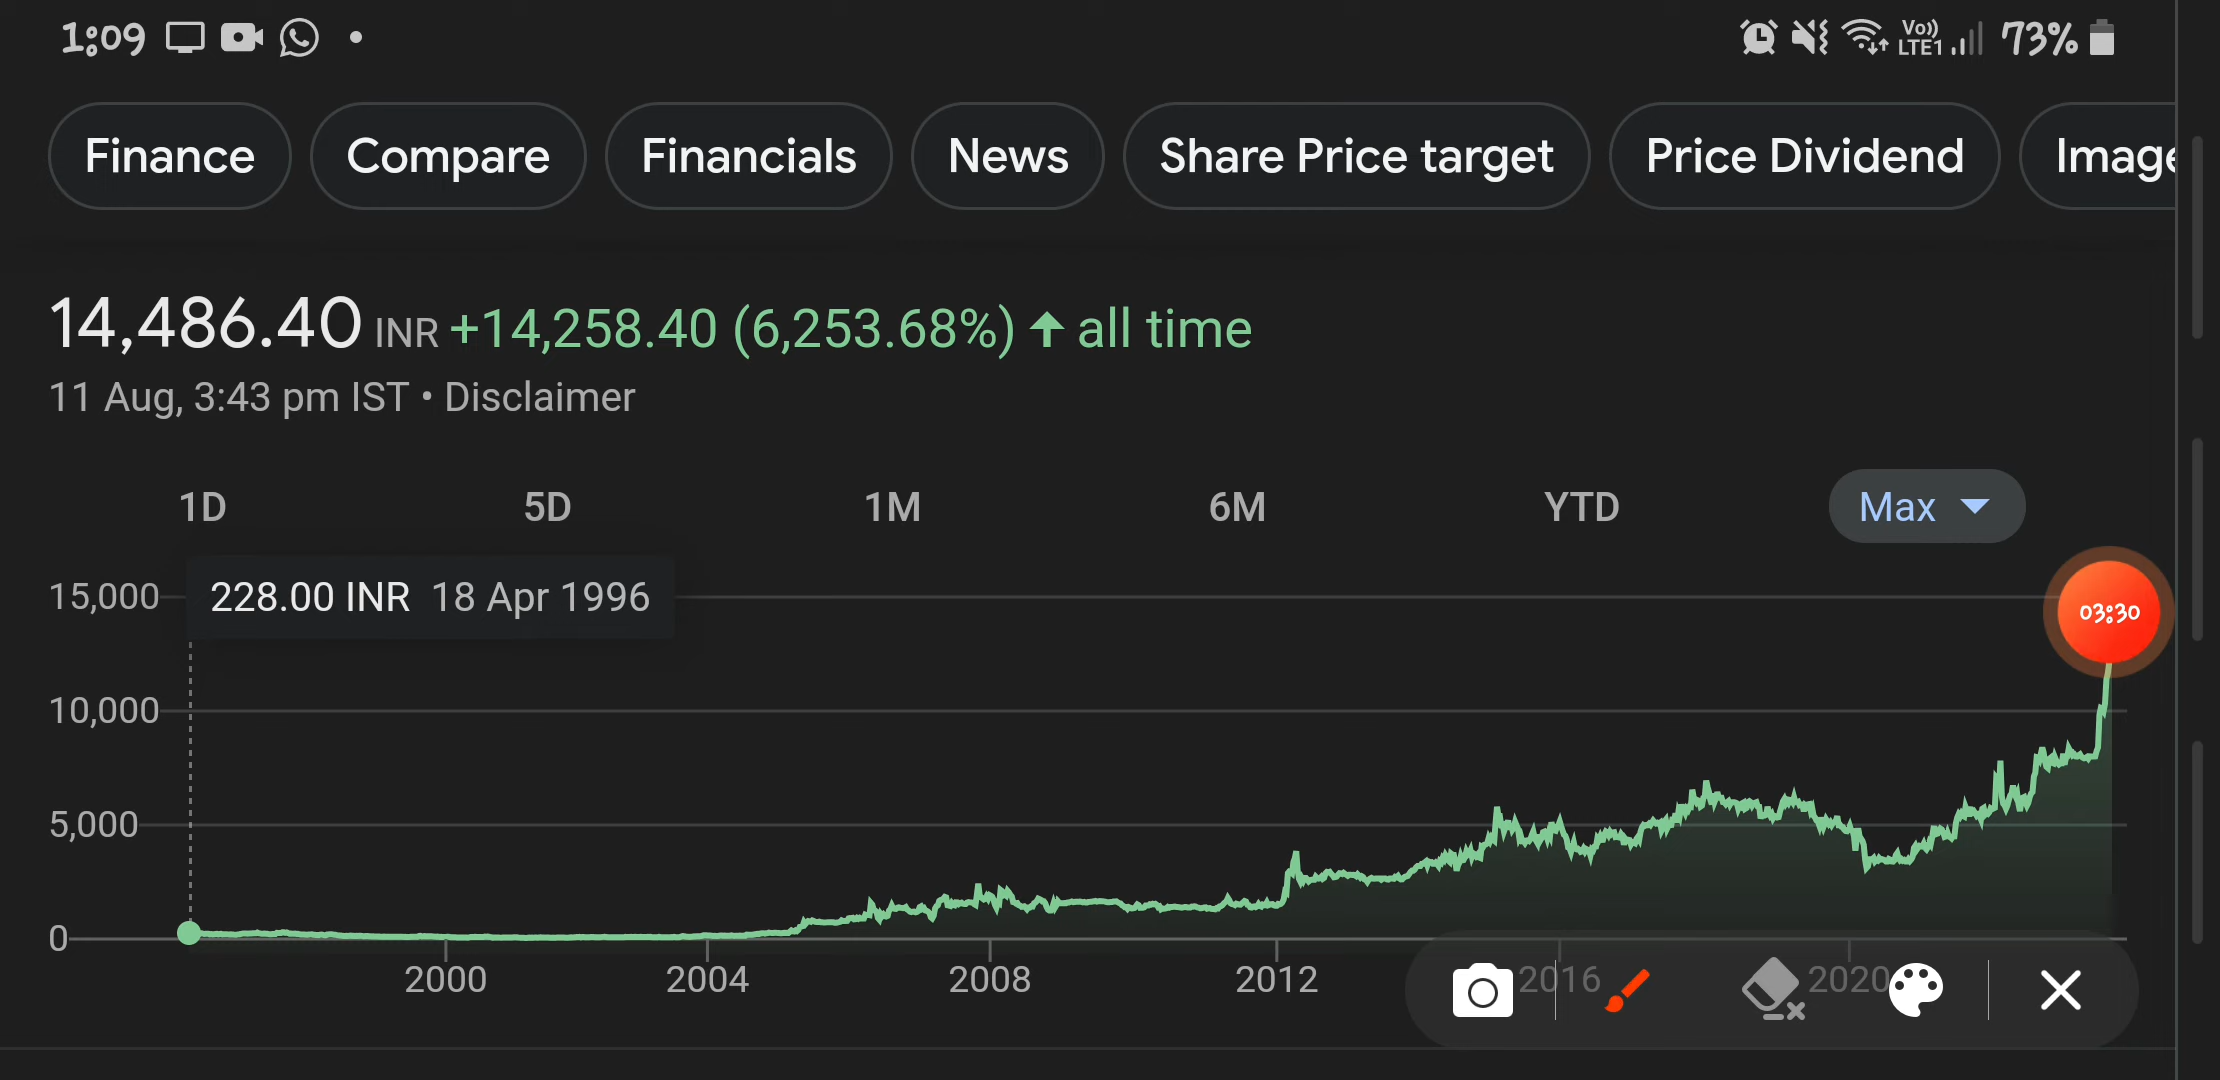 1:09 Vo)) LTE1 73%
Finance Compare Financials News Share Price target Price Dividend Image
14,486.40 INR +14,258.40 (6,253.68%) ↑ all time
11 Aug, 3:43 pm IST • Disclaimer
1D 5D 1M 6M YTD Max
15,000 228.00 INR 18 Apr 1996 03:30
10,000
5,000
0
2000 2004 2008 2012 2016 2020